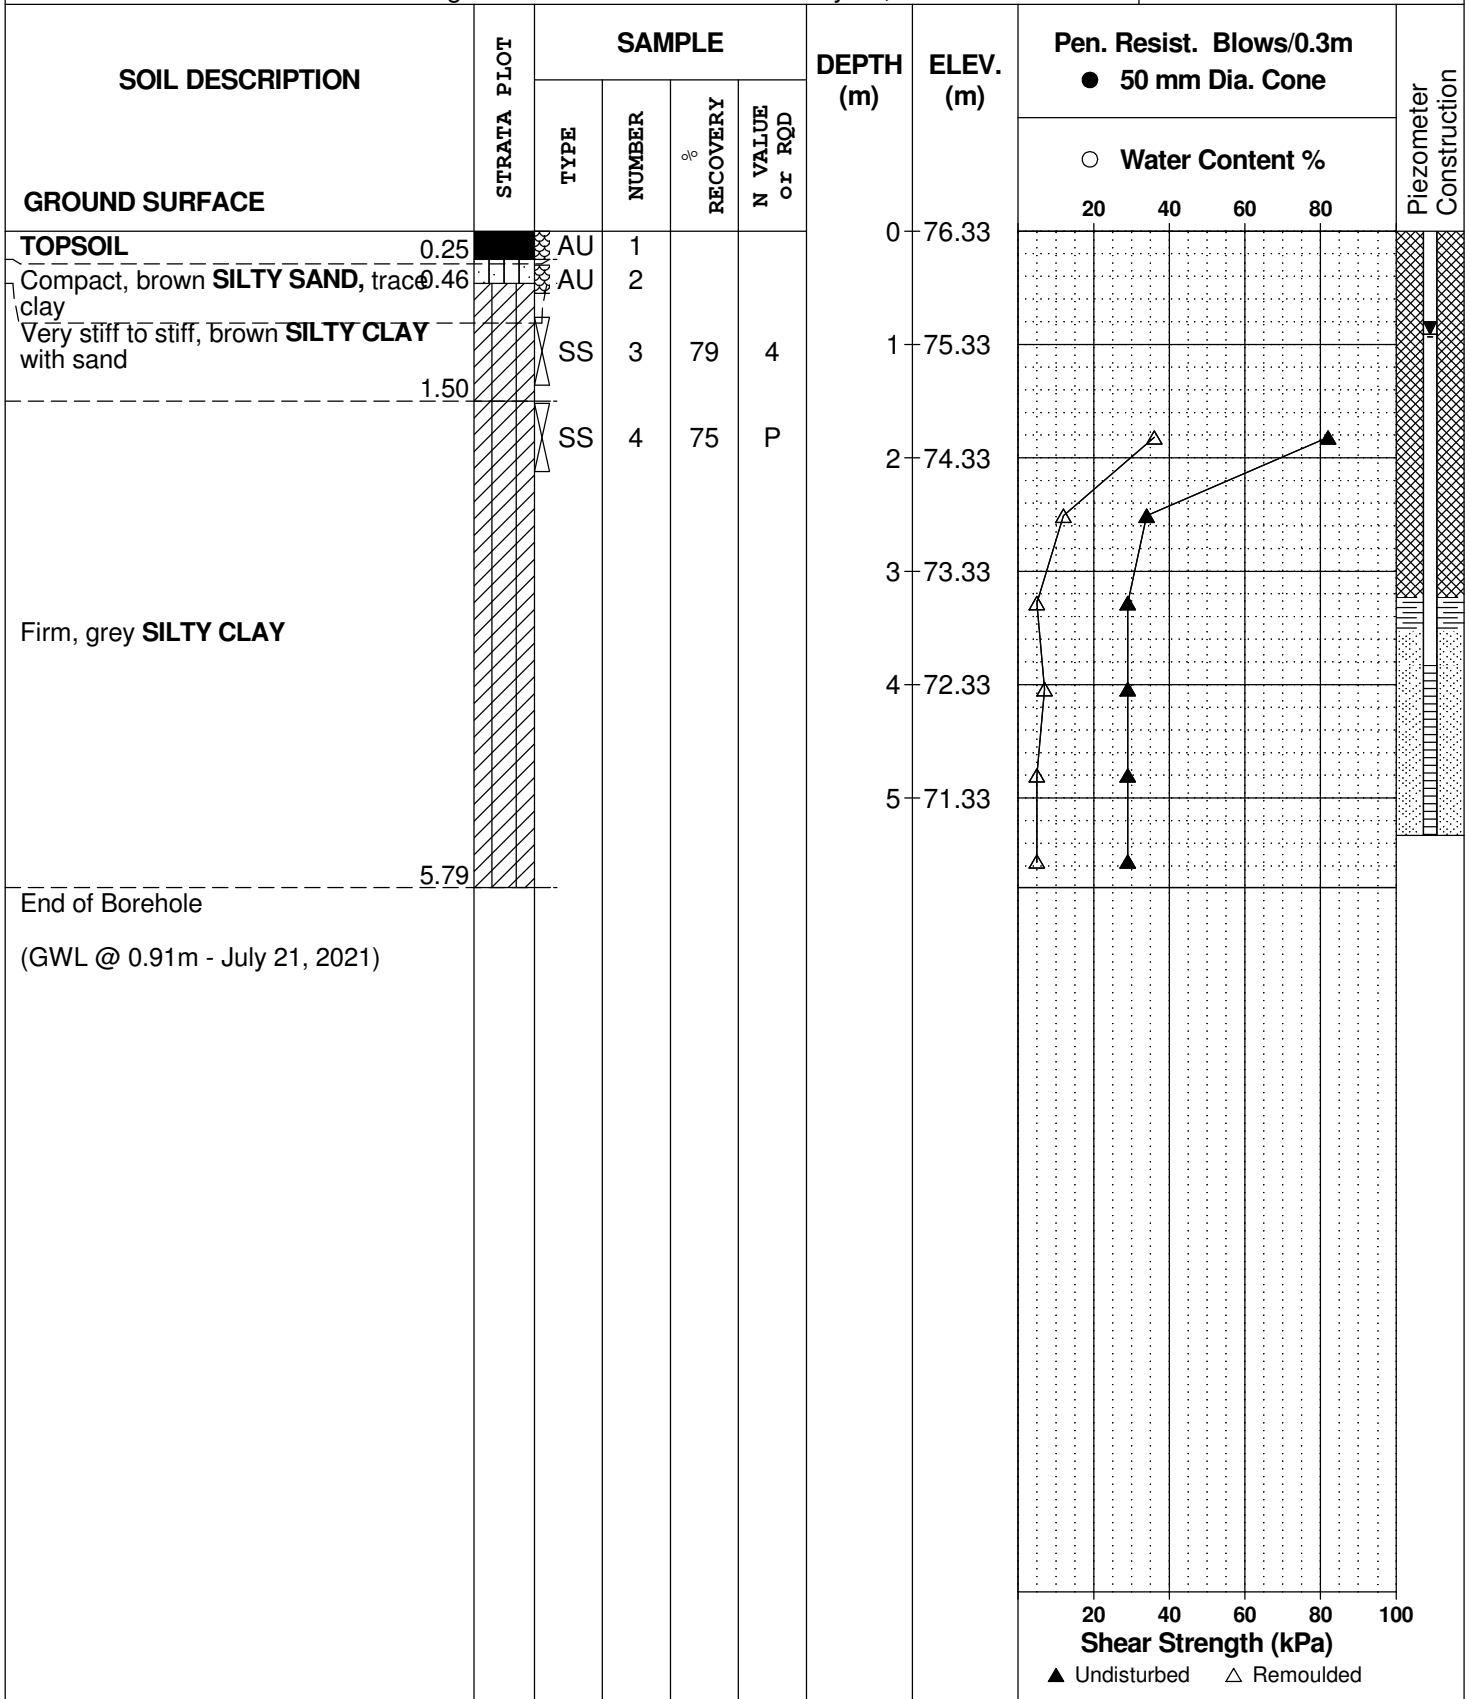 SOIL DESCRIPTION
GROUND SURFACE
STRATA PLOT
SAMPLE
TYPE
NUMBER
% RECOVERY
N VALUE or RQD
DEPTH (m)
ELEV. (m)
Pen. Resist. Blows/0.3m
● 50 mm Dia. Cone
○ Water Content %
20 40 60 80
Piezometer Construction
TOPSOIL 0.25 AU 1
0 76.33
Compact, brown SILTY SAND, trace 0.46 AU 2
clay
Very stiff to stiff, brown SILTY CLAY
with sand
SS 3 79 4
1 75.33
1.50
SS 4 75 P
2 74.33
3 73.33
Firm, grey SILTY CLAY
4 72.33
5 71.33
5.79
End of Borehole
(GWL @ 0.91m - July 21, 2021)
20 40 60 80 100
Shear Strength (kPa)
▲ Undisturbed △ Remoulded